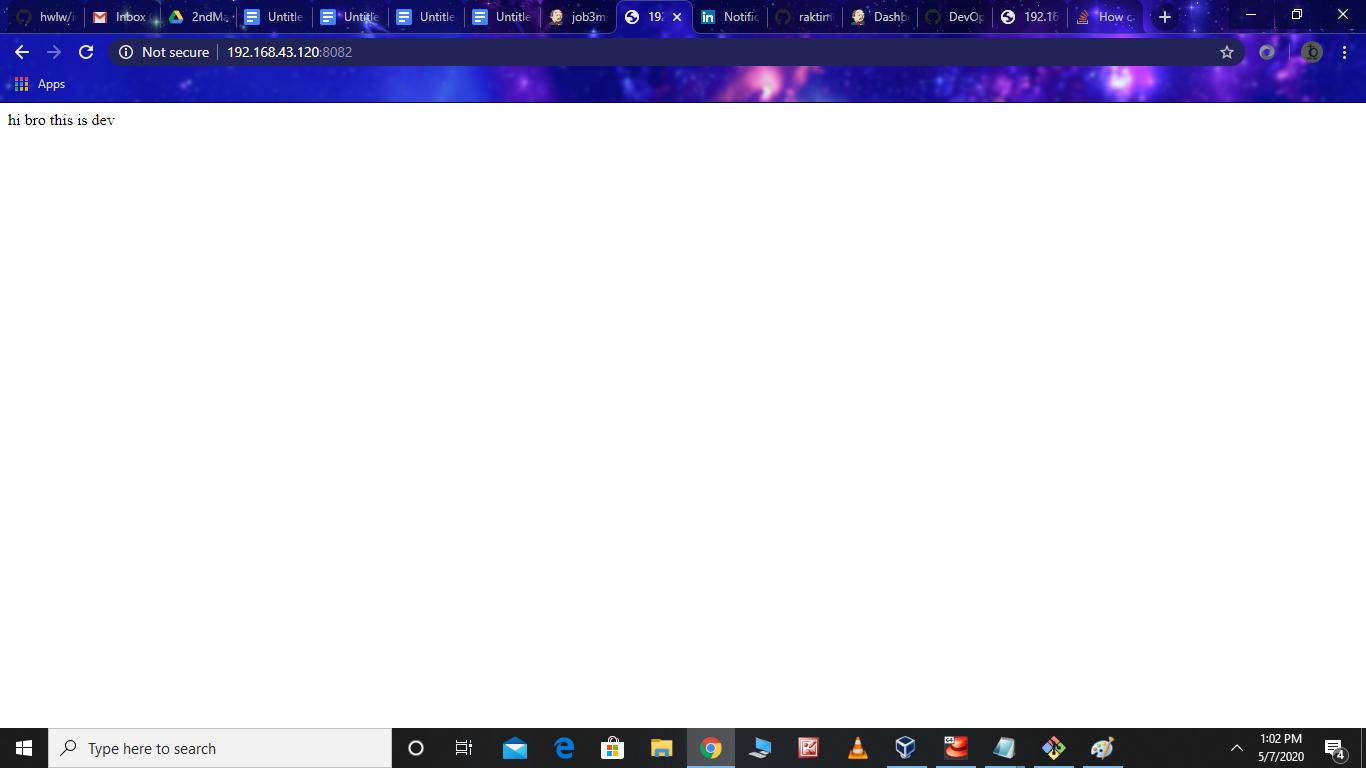 hwlw/i
Inbox
2ndMa
Untitle
Untitle
Untitle
Untitle
job3m
192
Notific
raktim
Dashb
DevOp
192.16
How c
Not secure
192.168.43.120:8082
Apps
hi bro this is dev
Type here to search
1:02 PM
5/7/2020
4